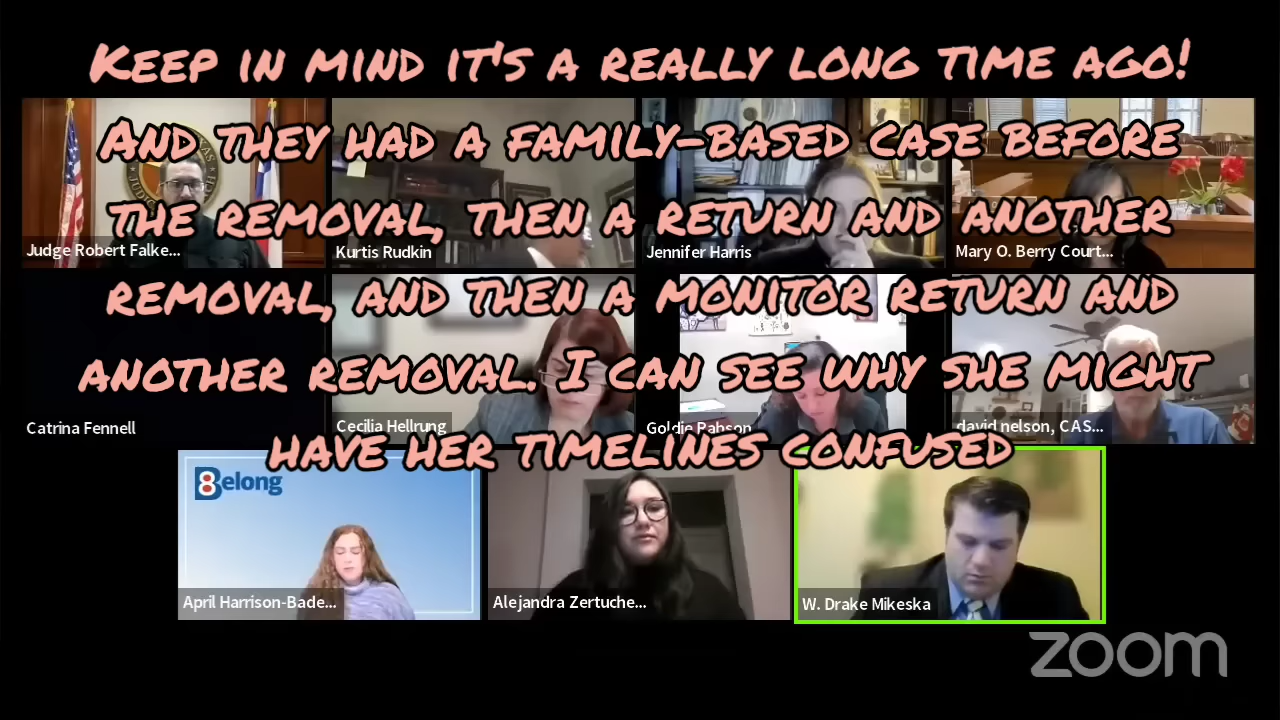 KEEP IN MIND IT'S A REALLY LONG TIME AGO!
AND THEY HAD A FAMILY-BASED CASE BEFORE
THE REMOVAL, THEN A RETURN AND ANOTHER
REMOVAL, AND THEN A MONITOR RETURN AND
ANOTHER REMOVAL. I CAN SEE WHY SHE MIGHT
HAVE HER TIMELINES CONFUSED
Judge Robert Falke...
Kurtis Rudkin
Jennifer Harris
Mary O. Berry Court...
Catrina Fennell
Cecilia Hellrung
Goldie Rabson
david nelson, CAS...
Belong
April Harrison-Bade...
Alejandra Zertuche...
W. Drake Mikeska
zoom